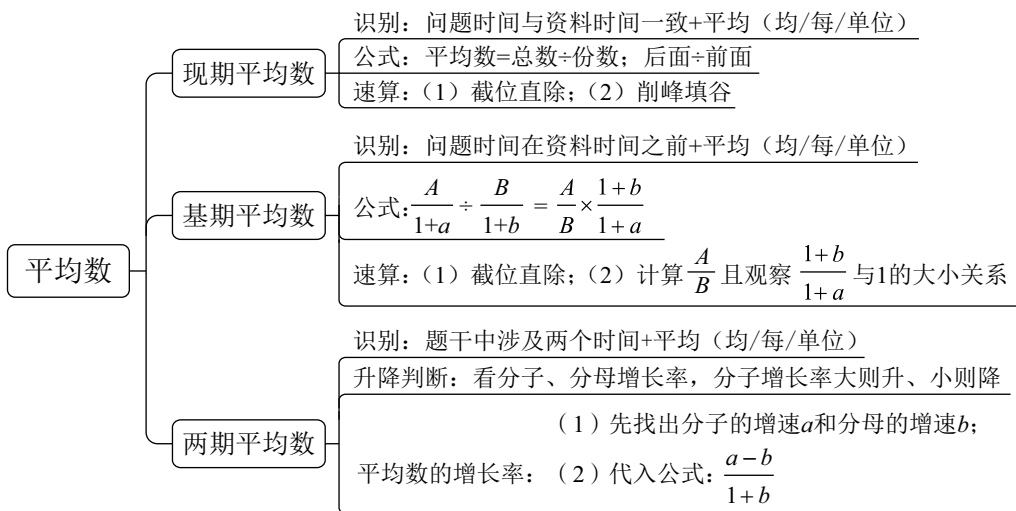 平均数
现期平均数
识别：问题时间与资料时间一致+平均（均/每/单位）
公式：平均数=总数÷份数；后面÷前面
速算：（1）截位直除；（2）削峰填谷
基期平均数
识别：问题时间在资料时间之前+平均（均/每/单位）
公式：A/(1+a) ÷ B/(1+b) = A/B × (1+b)/(1+a)
速算：（1）截位直除；（2）计算 A/B 且观察 (1+b)/(1+a) 与1的大小关系
两期平均数
识别：题干中涉及两个时间+平均（均/每/单位）
升降判断：看分子、分母增长率，分子增长率大则升、小则降
（1）先找出分子的增速a和分母的增速b；
平均数的增长率：（2）代入公式：(a−b)/(1+b)